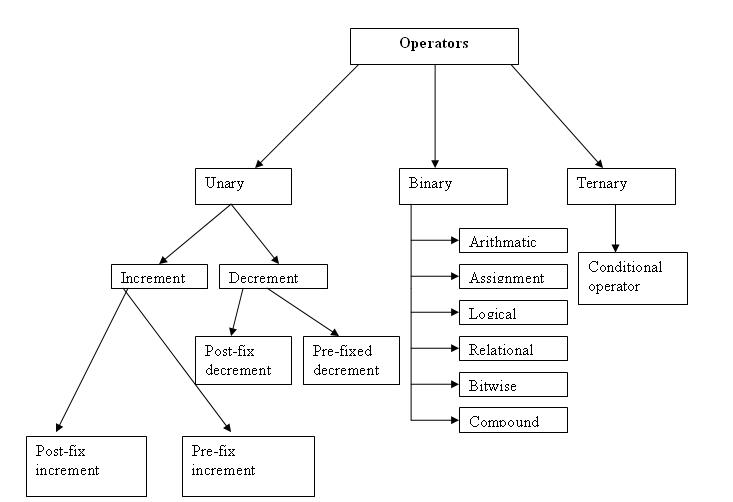 Operators
Unary
Binary
Ternary
Arithmatic
Increment
Decrement
Assignment
Conditional
operator
Logical
Post-fix
decrement
Pre-fixed
decrement
Relational
Bitwise
Compound
Post-fix
increment
Pre-fix
increment